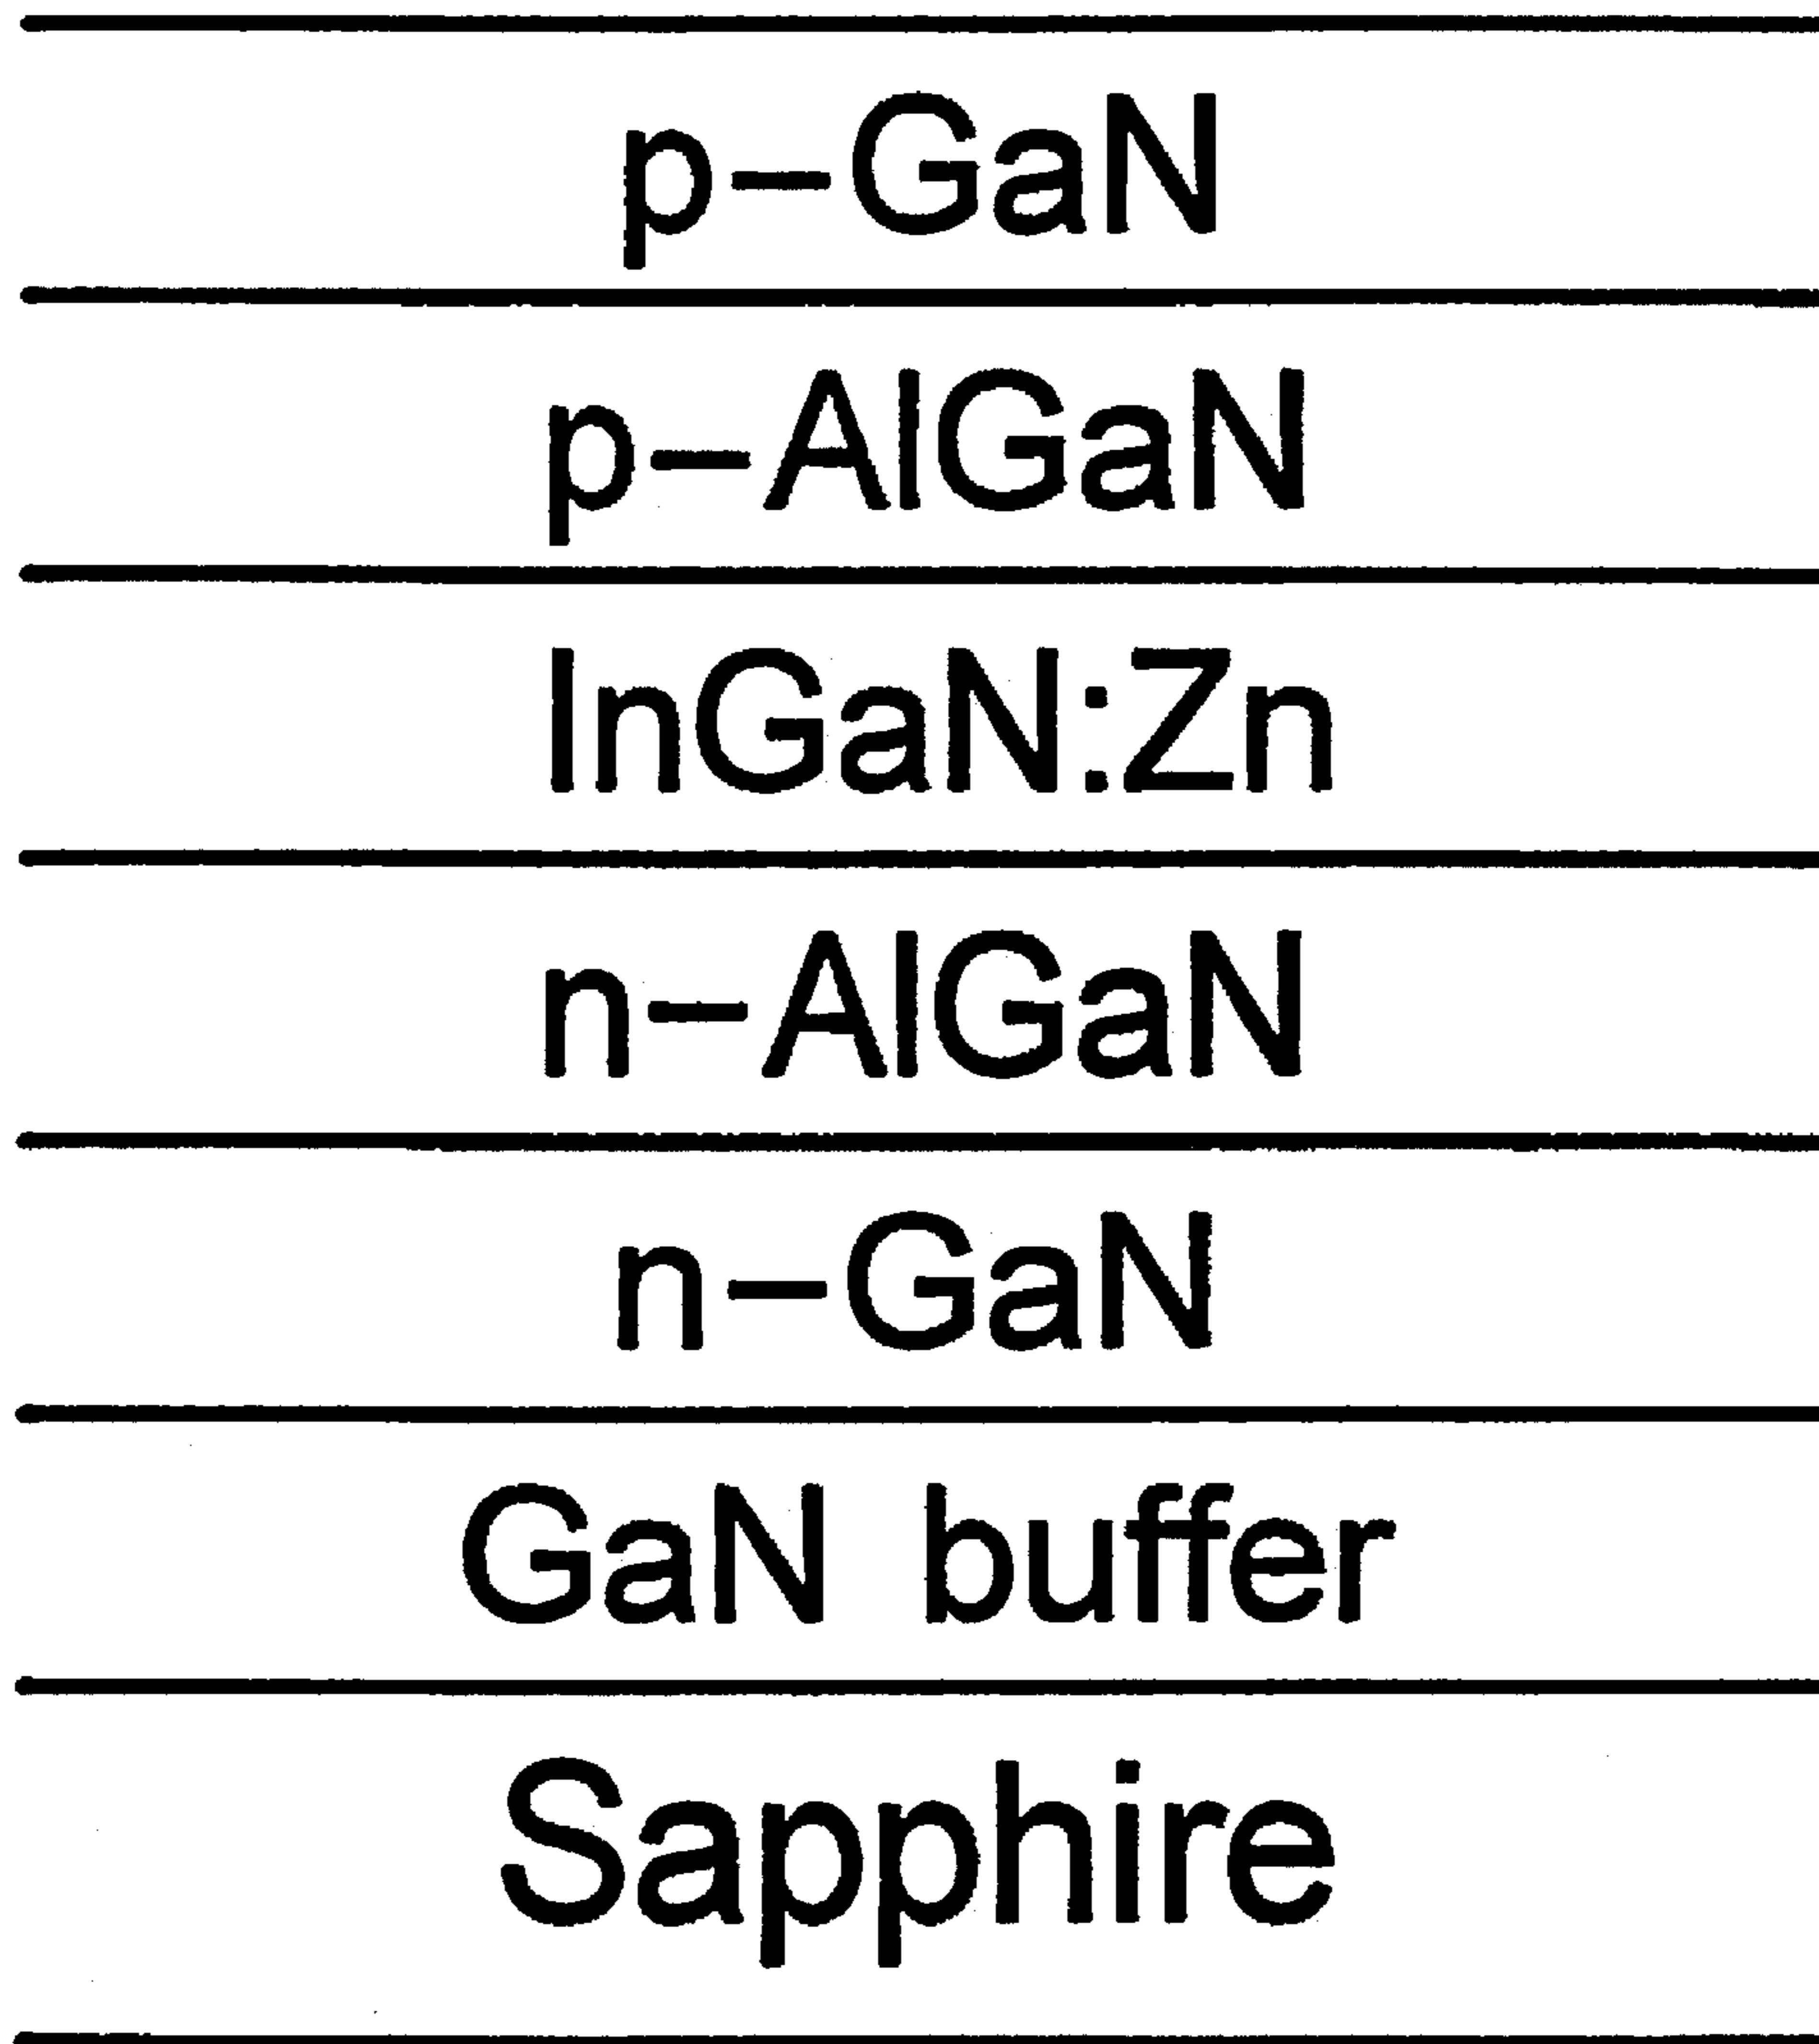 p-GaN
p-AlGaN
InGaN:Zn
n-AlGaN
n-GaN
GaN buffer
Sapphire